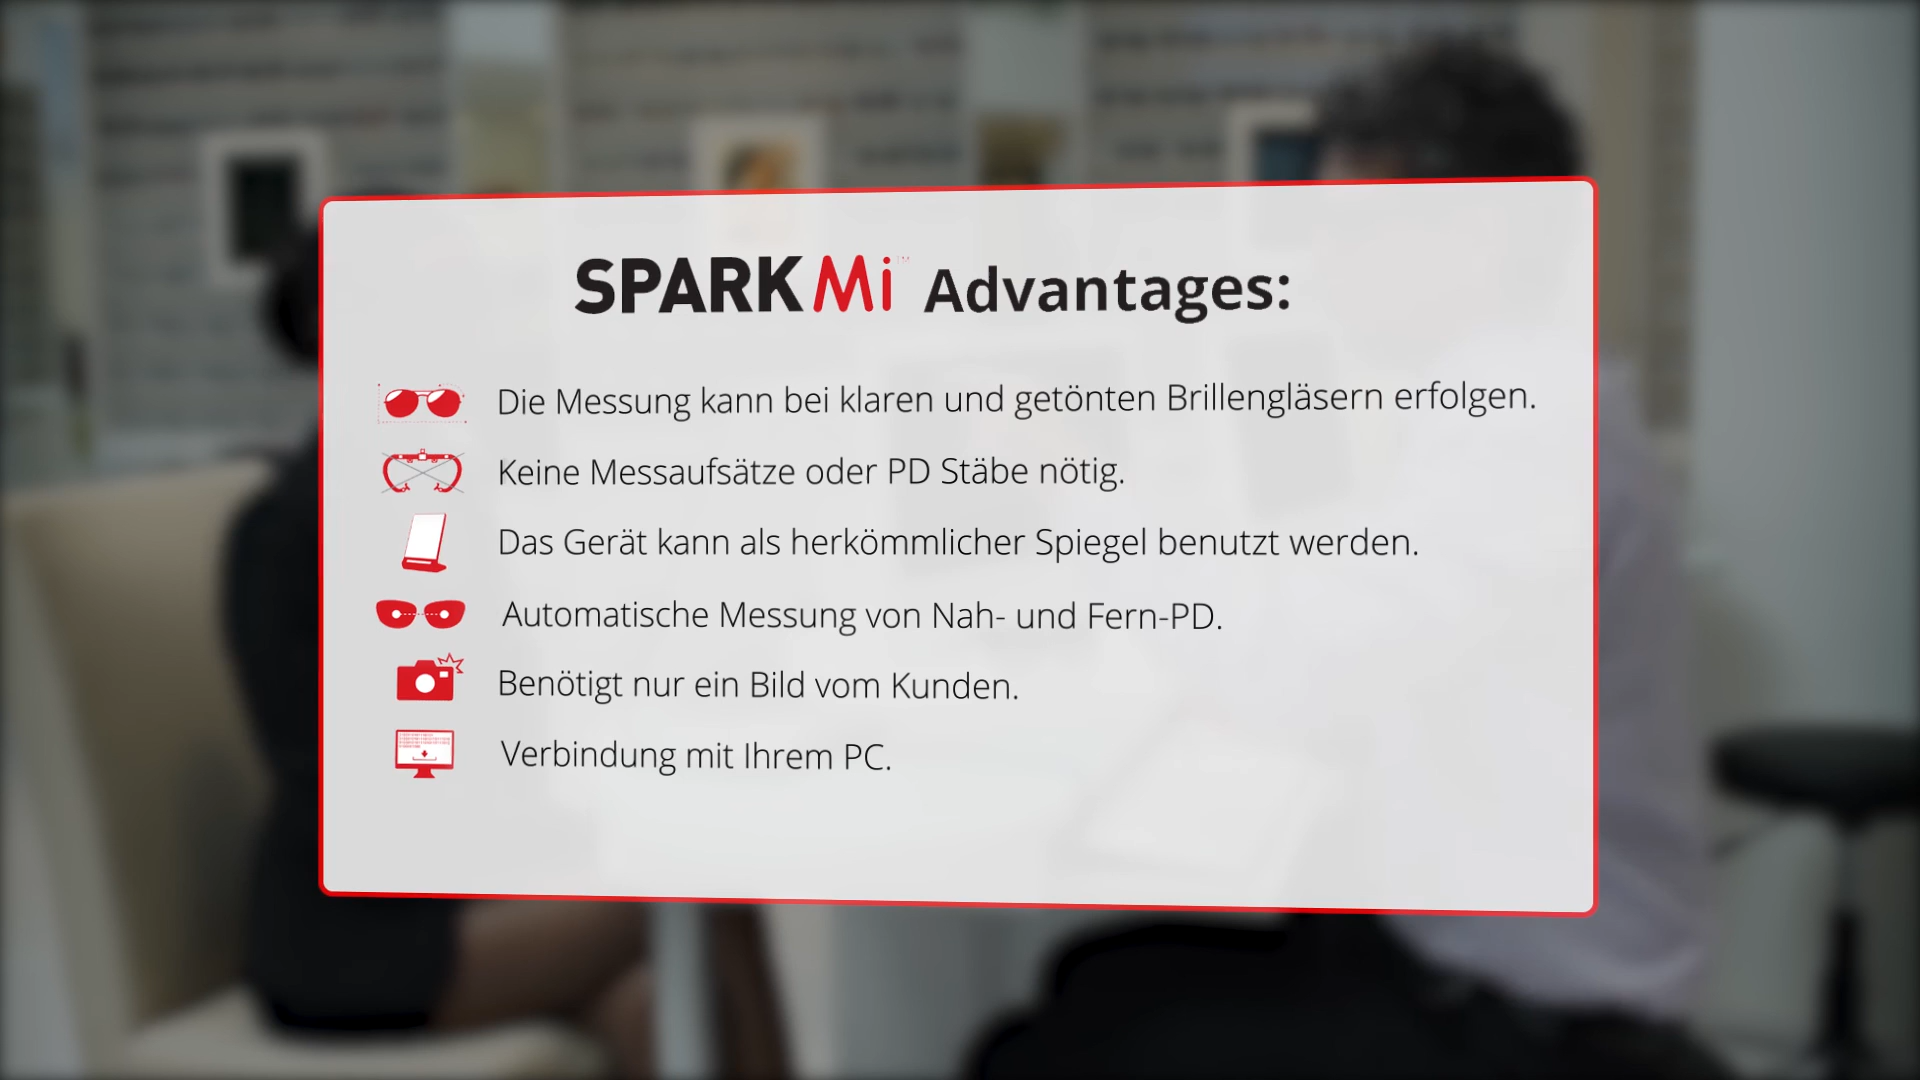 SPARK Mi™ Advantages:
Die Messung kann bei klaren und getönten Brillengläsern erfolgen.
Keine Messaufsätze oder PD Stäbe nötig.
Das Gerät kann als herkömmlicher Spiegel benutzt werden.
Automatische Messung von Nah- und Fern-PD.
Benötigt nur ein Bild vom Kunden.
Verbindung mit Ihrem PC.